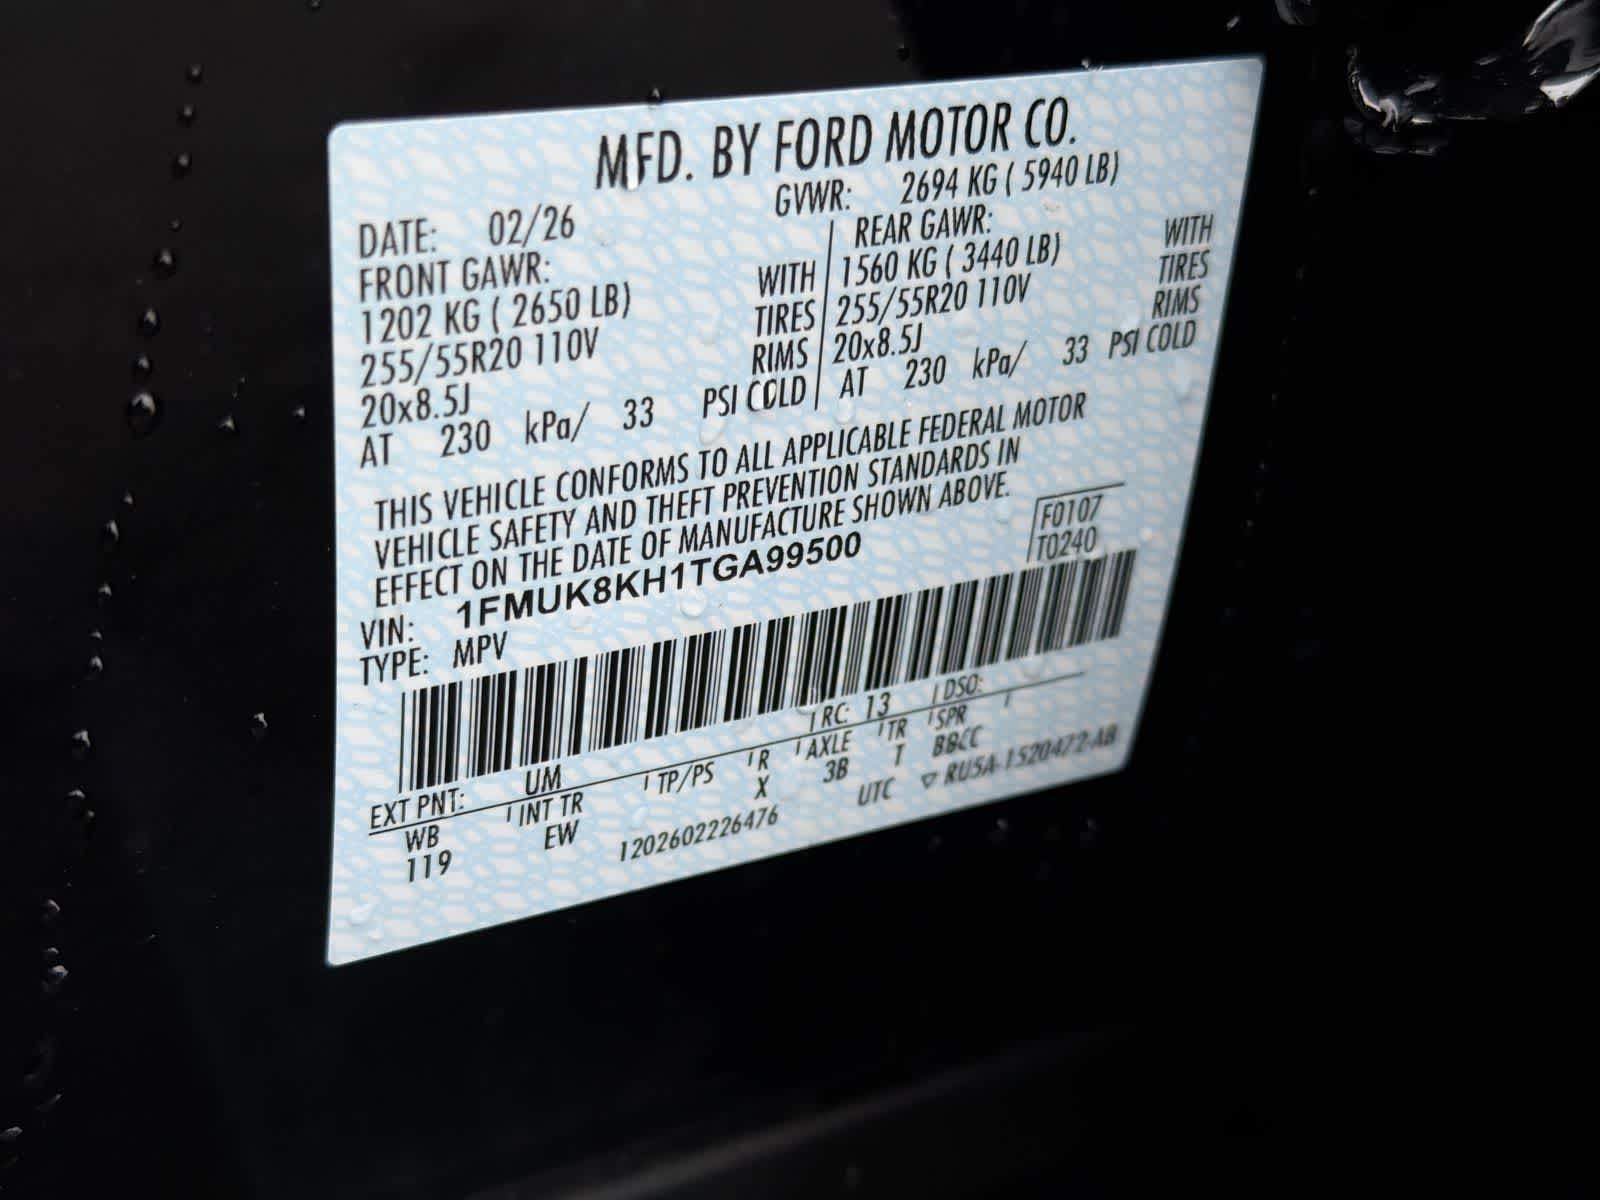 MFD. BY FORD MOTOR CO.
DATE: 02/26 GVWR: 2694 KG ( 5940 LB)
FRONT GAWR: REAR GAWR:
1202 KG ( 2650 LB) WITH 1560 KG ( 3440 LB) WITH
255/55R20 110V TIRES 255/55R20 110V TIRES
20x8.5J RIMS 20x8.5J RIMS
AT 230 kPa/ 33 PSI COLD AT 230 kPa/ 33 PSI COLD
THIS VEHICLE CONFORMS TO ALL APPLICABLE FEDERAL MOTOR
VEHICLE SAFETY AND THEFT PREVENTION STANDARDS IN
EFFECT ON THE DATE OF MANUFACTURE SHOWN ABOVE.
VIN: 1FMUK8KH1TGA99500 F0107
TYPE: MPV T0240
EXT PNT: UM RC: 13 DSO:
WB INT TR TP/PS R AXLE TR SPR
119 EW X 3B T BBCC
1202602226476 UTC ▽ RU5A-1520472-AB